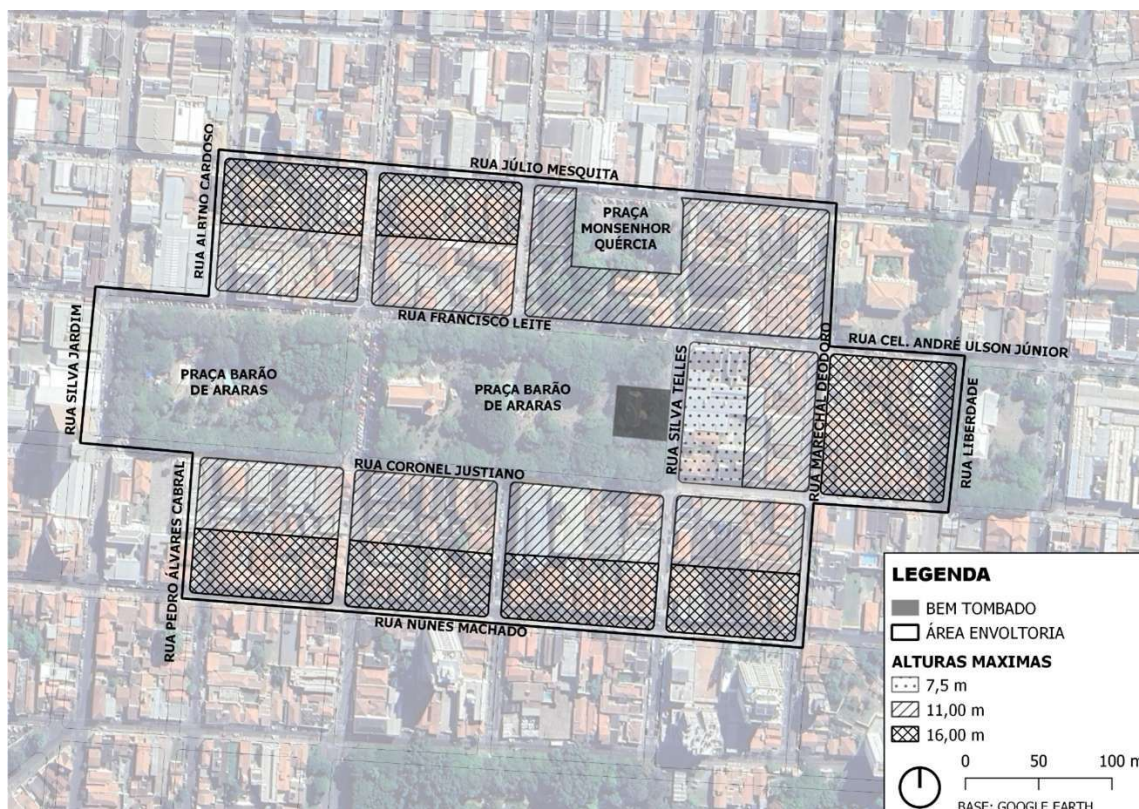 RUA JÚLIO MESQUITA
RUA ALBINO CARDOSO
PRAÇA
MONSENHOR
QUÉRCIA
RUA FRANCISCO LEITE
RUA SILVA JARDIM
PRAÇA BARÃO
DE ARARAS
PRAÇA BARÃO
DE ARARAS
RUA SILVA TELLES
RUA MARECHAL DEODORO
RUA CEL. ANDRÉ ULSON JÚNIOR
RUA LIBERDADE
RUA CORONEL JUSTIANO
RUA PEDRO ÁLVARES CABRAL
RUA NUNES MACHADO
LEGENDA
BEM TOMBADO
ÁREA ENVOLTORIA
ALTURAS MAXIMAS
7,5 m
11,00 m
16,00 m
0 50 100 m
BASE: GOOGLE EARTH